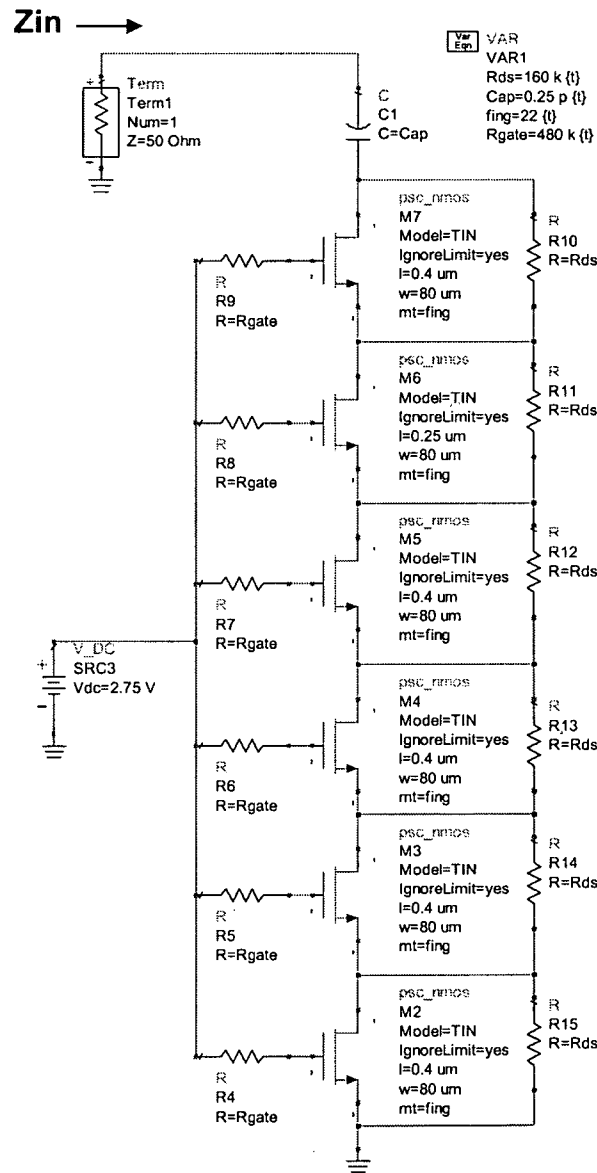 Zin
Var
Eqn
VAR
VAR1
Rds=160 k {t}
Cap=0.25 p {t}
fing=22 {t}
Rgate=480 k {t}
+
Term
Term1
Num=1
Z=50 Ohm
-
C
C1
C=Cap
psc_nmos
M7
Model=TIN
IgnoreLimit=yes
l=0.4 um
w=80 um
mt=fing
R
R10
R=Rds
R
R9
R=Rgate
psc_nmos
M6
Model=TIN
IgnoreLimit=yes
l=0.25 um
w=80 um
mt=fing
R
R11
R=Rds
R
R8
R=Rgate
psc_nmos
M5
Model=TIN
IgnoreLimit=yes
l=0.4 um
w=80 um
mt=fing
R
R12
R=Rds
R
R7
R=Rgate
+
V_DC
SRC3
Vdc=2.75 V
-
psc_nmos
M4
Model=TIN
IgnoreLimit=yes
l=0.4 um
w=80 um
mt=fing
R
R13
R=Rds
R
R6
R=Rgate
psc_nmos
M3
Model=TIN
IgnoreLimit=yes
l=0.4 um
w=80 um
mt=fing
R
R14
R=Rds
R
R5
R=Rgate
psc_nmos
M2
Model=TIN
IgnoreLimit=yes
l=0.4 um
w=80 um
mt=fing
R
R15
R=Rds
R
R4
R=Rgate